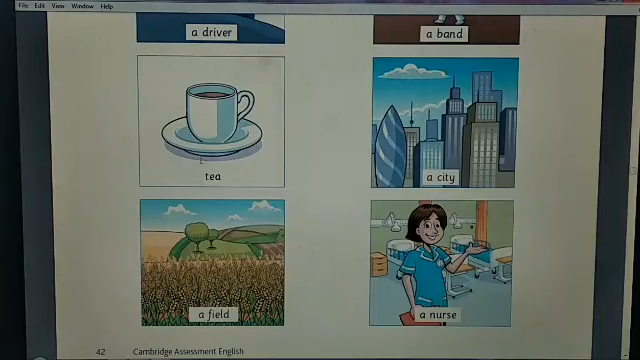 File Edit View Window Help
a driver
a band
tea
a city
a field
a nurse
42 Cambridge Assessment English